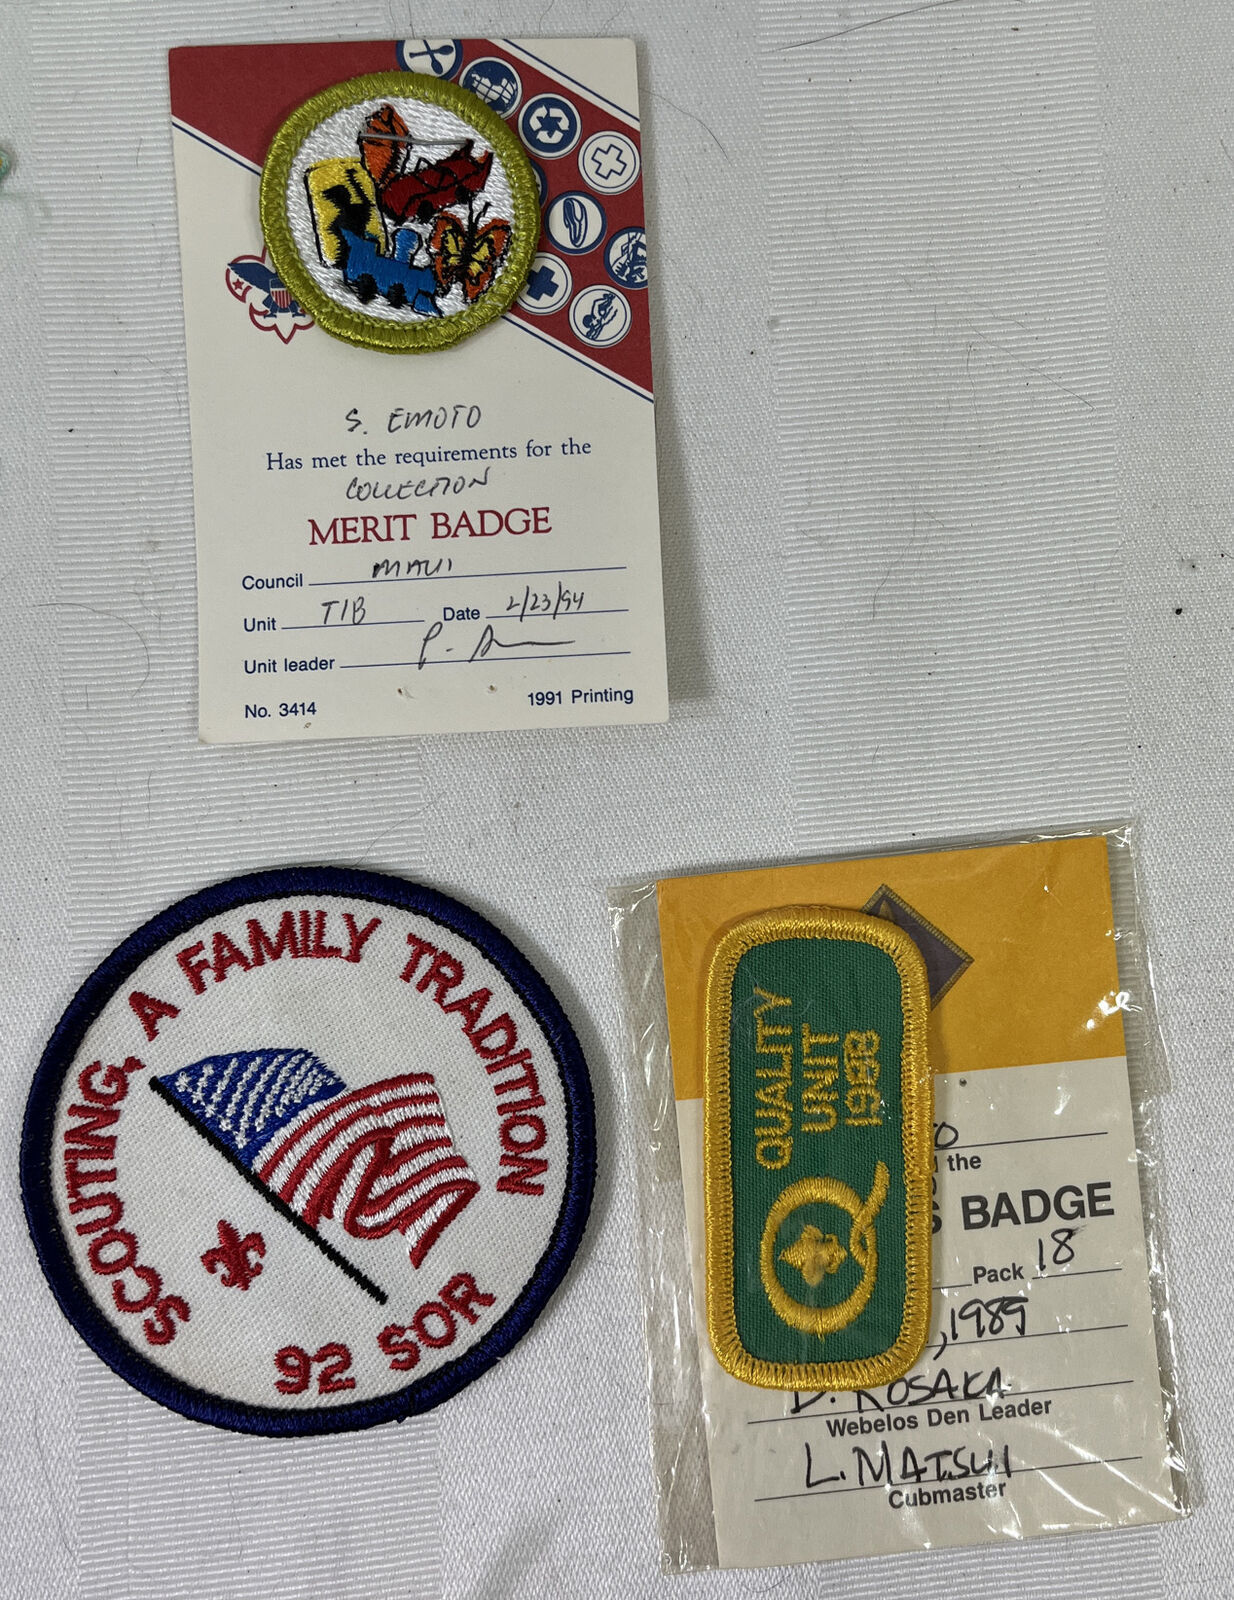 S. EMOTO
Has met the requirements for the
COLLECTION
MERIT BADGE
Council MAUI
Unit T18 Date 2/23/94
Unit leader
No. 3414 1991 Printing
SCOUTING, A FAMILY TRADITION
92 SOR
QUALITY
UNIT
1988
Q
the
BADGE
Pack 18
, 1989
D. KOSAKA
Webelos Den Leader
L. MATSUI
Cubmaster